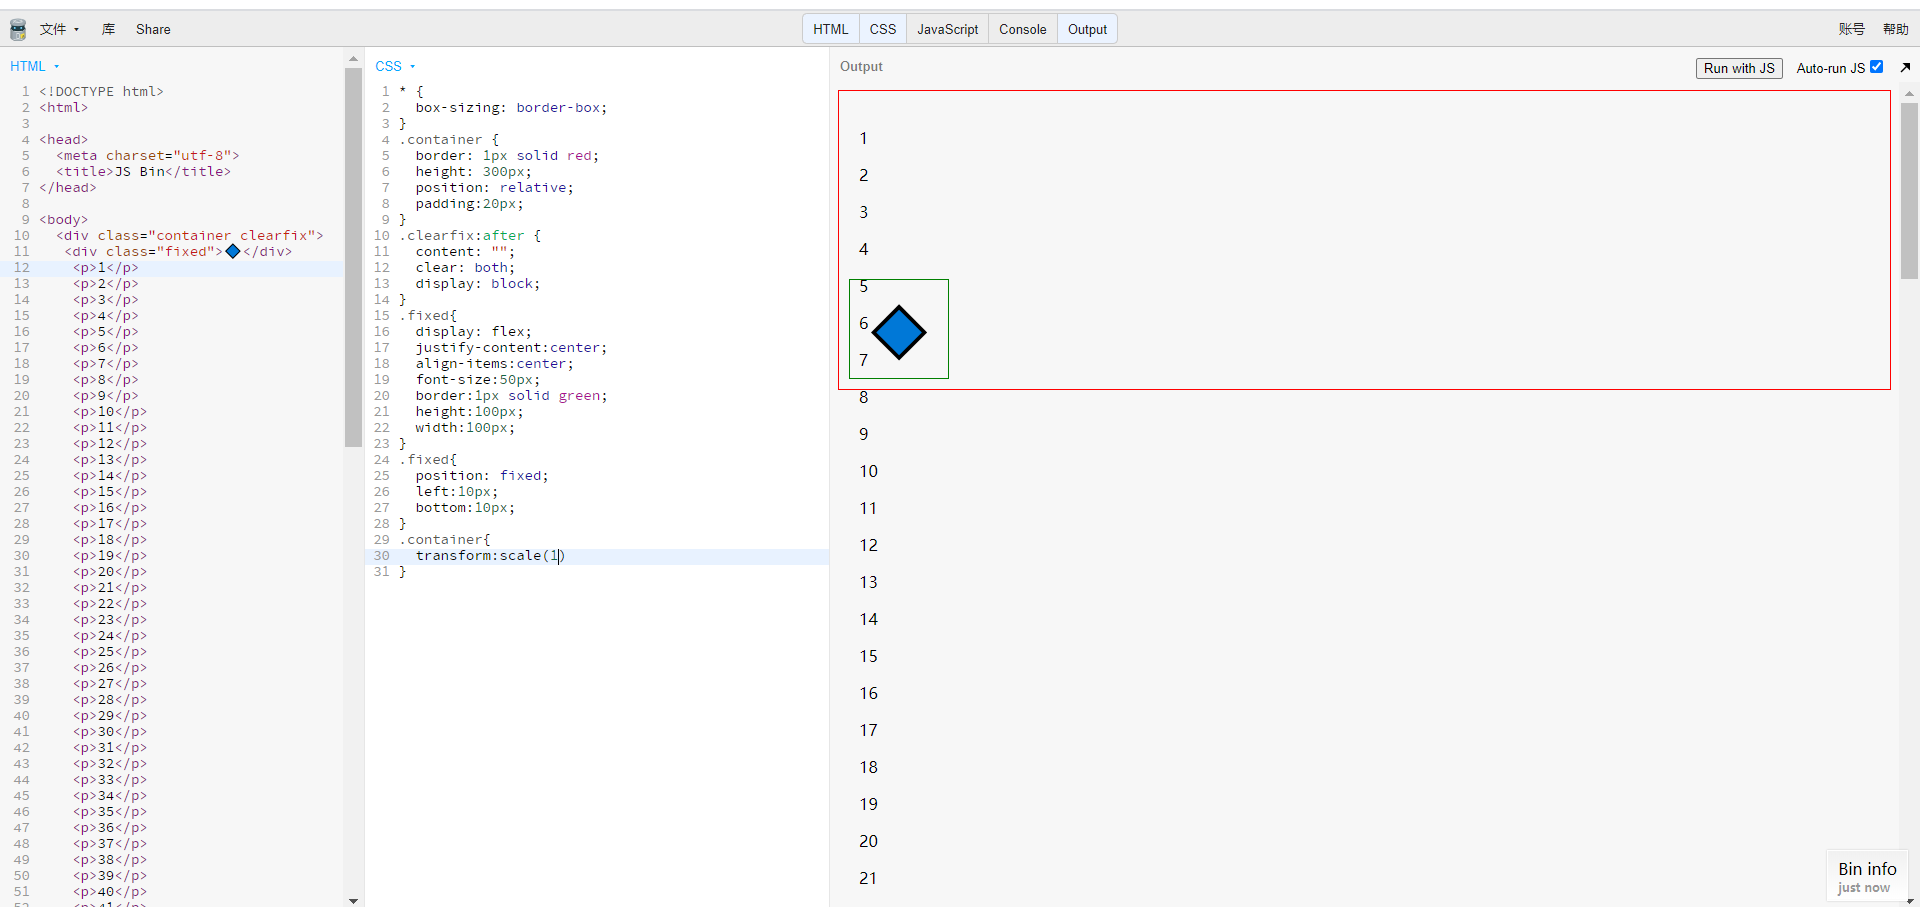 文件 库 Share HTML CSS JavaScript Console Output 账号 帮助
HTML
1 <!DOCTYPE html>
2 <html>
3
4 <head>
5 <meta charset="utf-8">
6 <title>JS Bin</title>
7 </head>
8
9 <body>
10 <div class="container clearfix">
11 <div class="fixed">🔷</div>
12 <p>1</p>
13 <p>2</p>
14 <p>3</p>
15 <p>4</p>
16 <p>5</p>
17 <p>6</p>
18 <p>7</p>
19 <p>8</p>
20 <p>9</p>
21 <p>10</p>
22 <p>11</p>
23 <p>12</p>
24 <p>13</p>
25 <p>14</p>
26 <p>15</p>
27 <p>16</p>
28 <p>17</p>
29 <p>18</p>
30 <p>19</p>
31 <p>20</p>
32 <p>21</p>
33 <p>22</p>
34 <p>23</p>
35 <p>24</p>
36 <p>25</p>
37 <p>26</p>
38 <p>27</p>
39 <p>28</p>
40 <p>29</p>
41 <p>30</p>
42 <p>31</p>
43 <p>32</p>
44 <p>33</p>
45 <p>34</p>
46 <p>35</p>
47 <p>36</p>
48 <p>37</p>
49 <p>38</p>
50 <p>39</p>
51 <p>40</p>
CSS
1 * {
2 box-sizing: border-box;
3 }
4 .container {
5 border: 1px solid red;
6 height: 300px;
7 position: relative;
8 padding:20px;
9 }
10 .clearfix:after {
11 content: "";
12 clear: both;
13 display: block;
14 }
15 .fixed{
16 display: flex;
17 justify-content:center;
18 align-items:center;
19 font-size:50px;
20 border:1px solid green;
21 height:100px;
22 width:100px;
23 }
24 .fixed{
25 position: fixed;
26 left:10px;
27 bottom:10px;
28 }
29 .container{
30 transform:scale(1)
31 }
Output Run with JS Auto-run JS
1
2
3
4
5
6
7
8
9
10
11
12
13
14
15
16
17
18
19
20
21
Bin info
just now